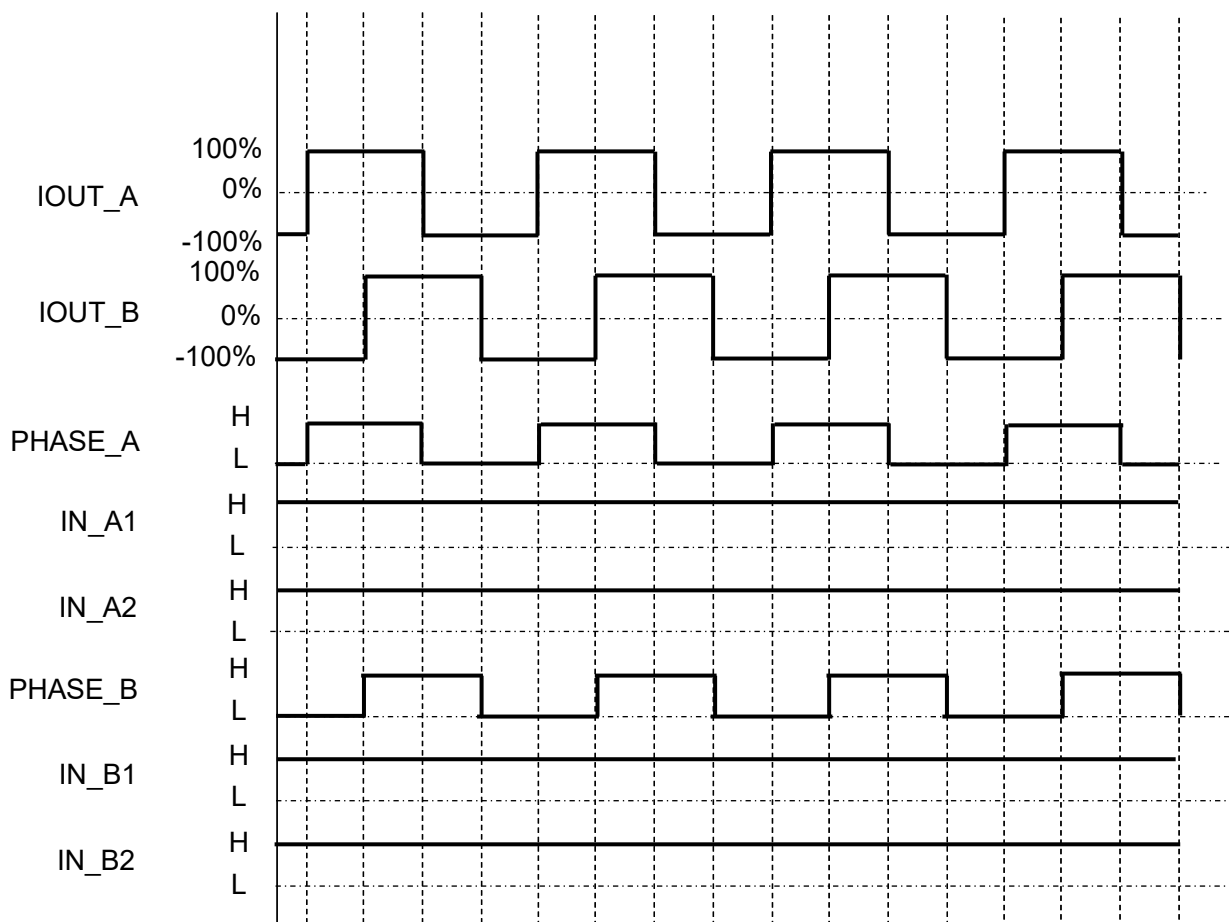 100%
IOUT_A 0%
-100%
100%
IOUT_B 0%
-100%
H
PHASE_A L
H
IN_A1
L
H
IN_A2
L
H
PHASE_B
L
H
IN_B1
L
H
IN_B2
L